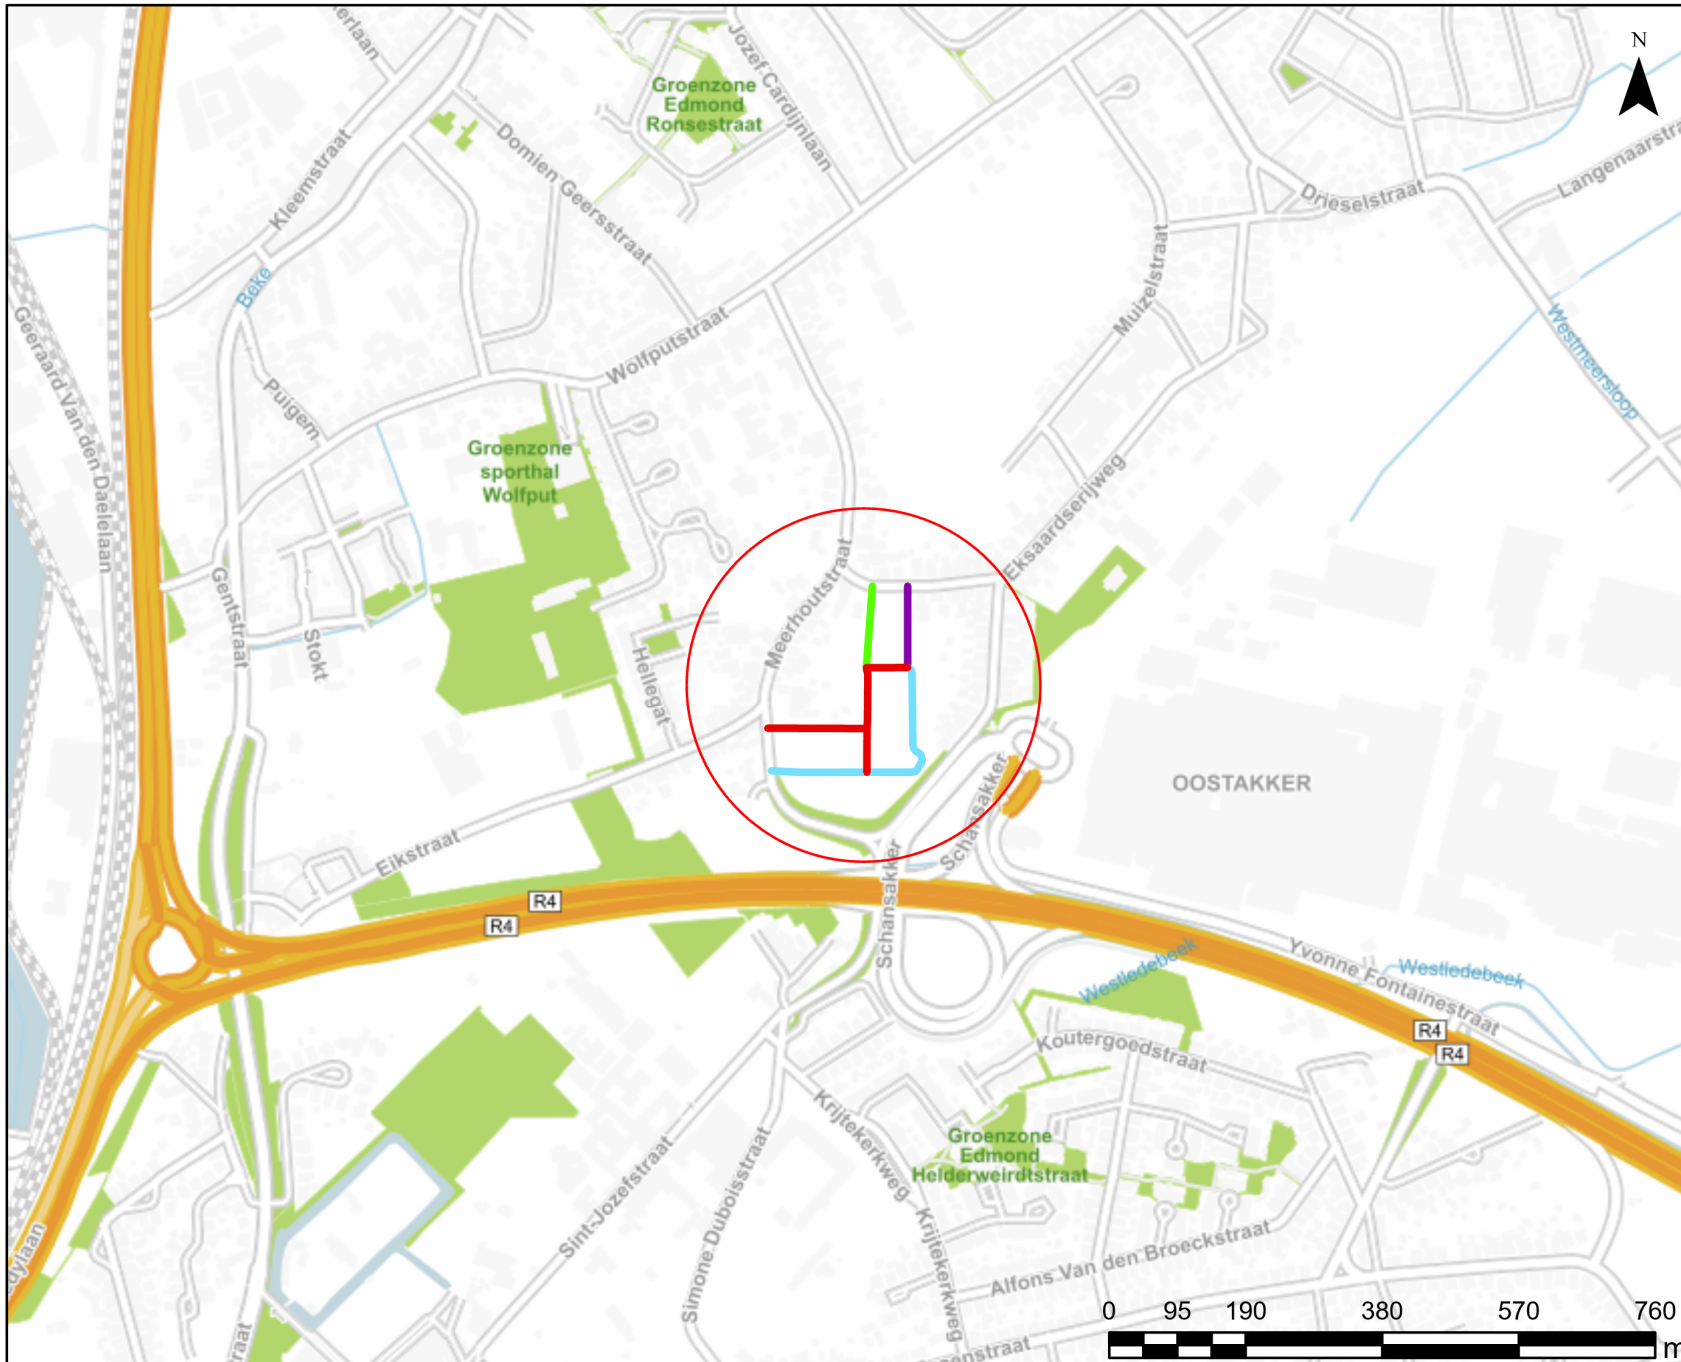 N
Jozef Cardijnlaan
Groenzone
Edmond
Ronsestraat
Kleemstraat
Domien Geersstraat
Langenaarstra
Drieselstraat
Beke
Muizelstraat
Geeraard Van den Daelelaan
Wolfputstraat
Westmeersloop
Puigem
Groenzone
sporthal
Wolfput
Eksaardserijweg
Meerhoutstraat
Gentstraat
Stokt
Hellegat
OOSTAKKER
Schansakker
Eikstraat
Schansakker
R4
R4
Schansakker
Westledebeek
Yvonne Fontainestraat
Westledebeek
R4
R4
Koutergoedstraat
Krijtekerkweg
Groenzone
Edmond
Helderweirdtstraat
Sint-Jozefstraat
Simone Duboisstraat
Krijtekerkweg
Alfons Van den Broeckstraat
0 95 190 380 570 760
m